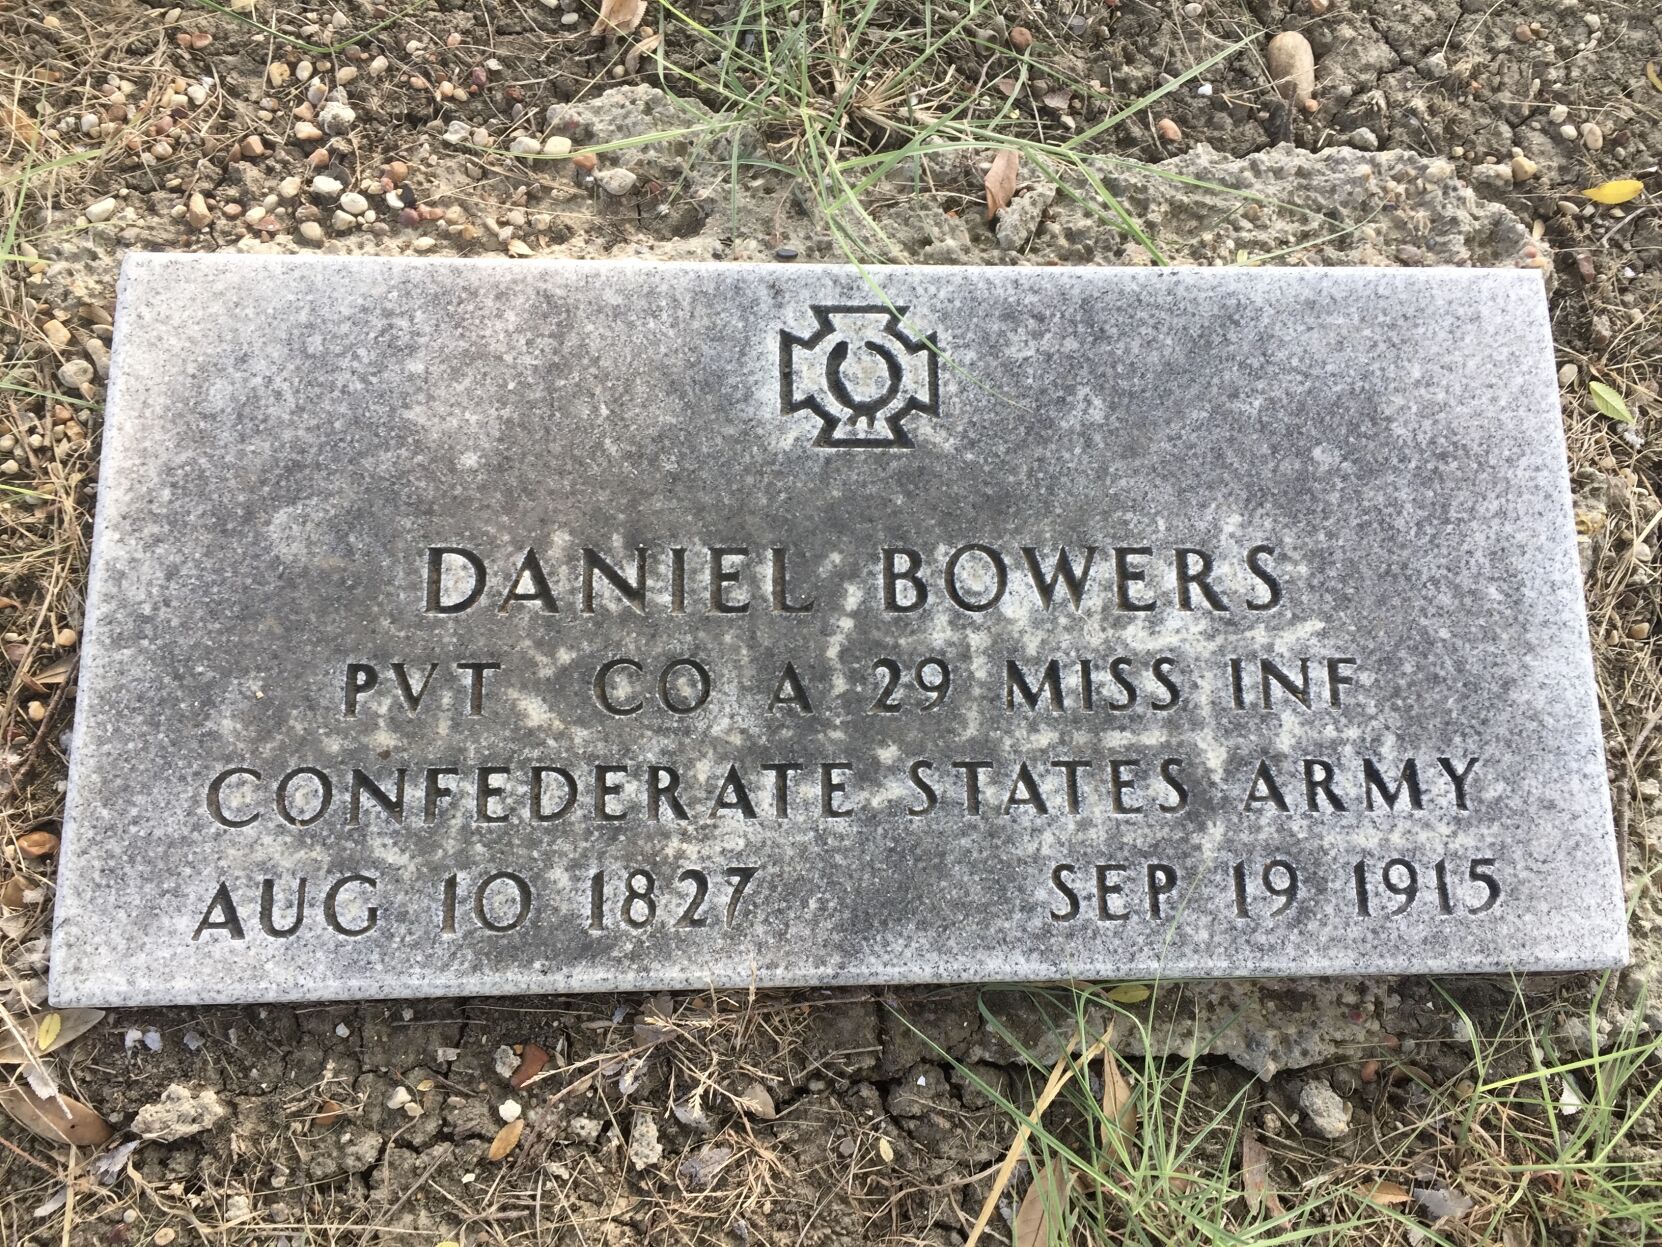 DANIEL BOWERS
PVT CO A 29 MISS INF
CONFEDERATE STATES ARMY
AUG 10 1827 SEP 19 1915